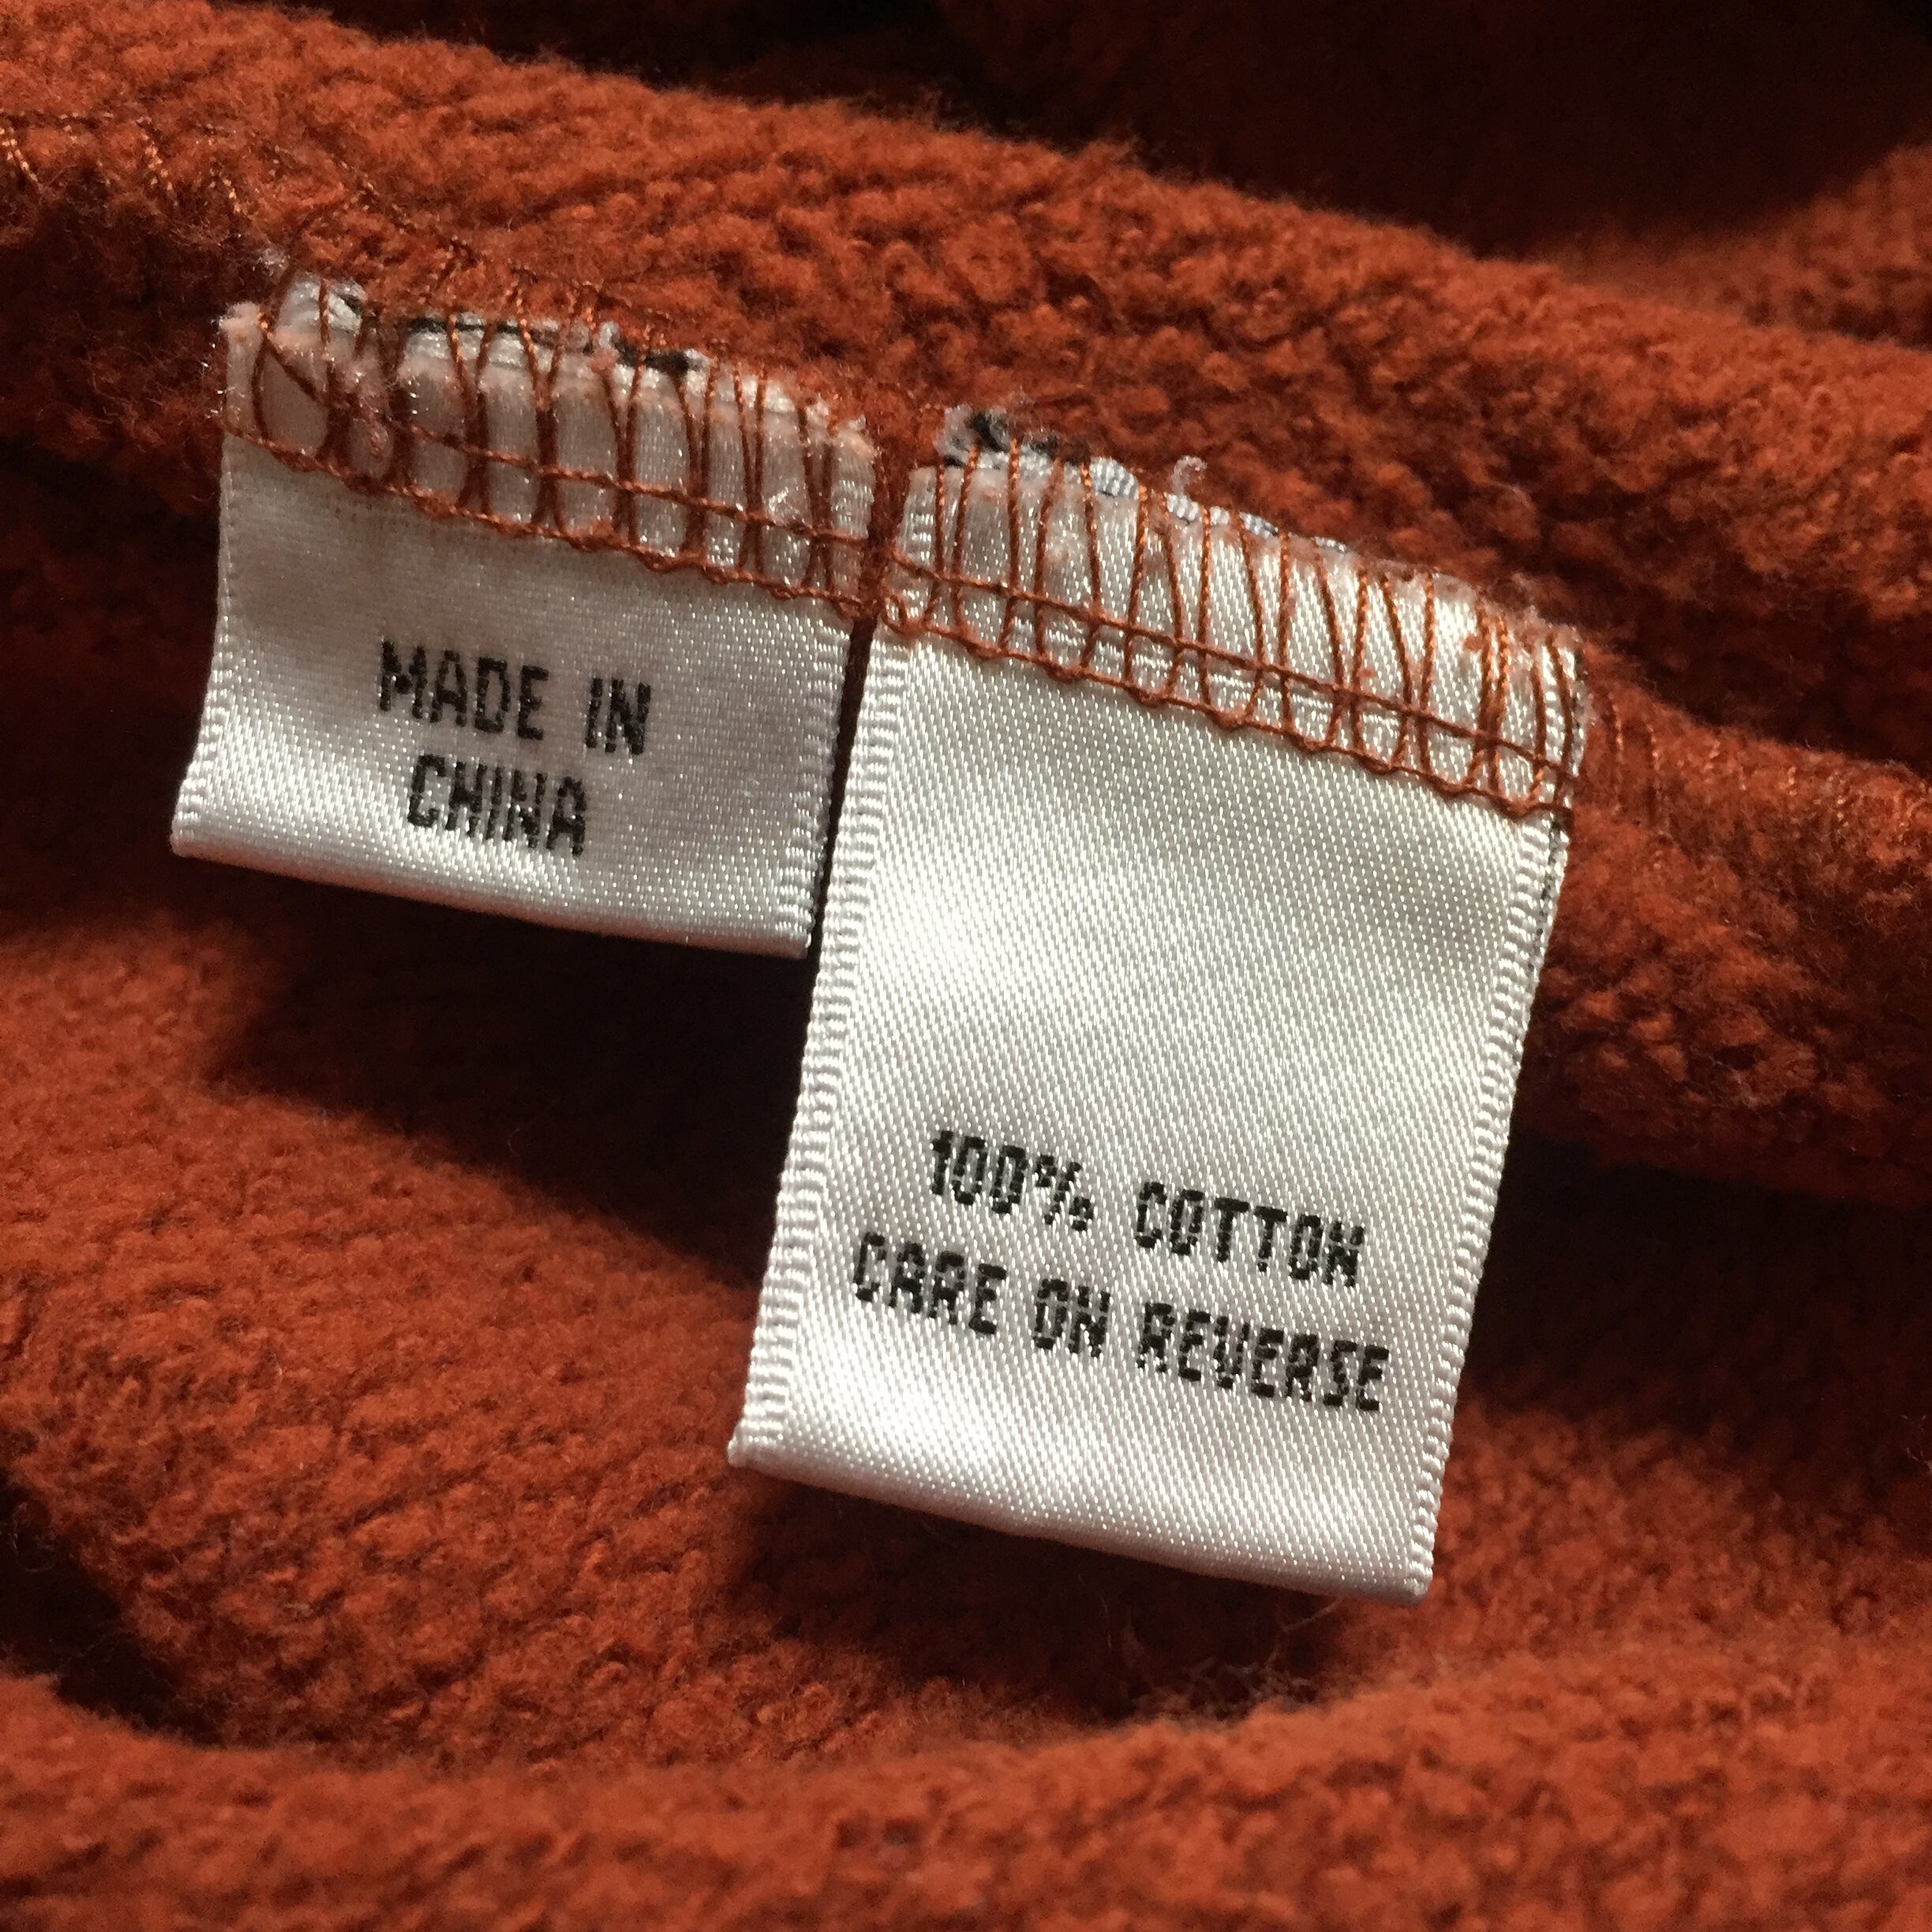 MADE IN
CHINA
100% COTTON
CARE ON REVERSE